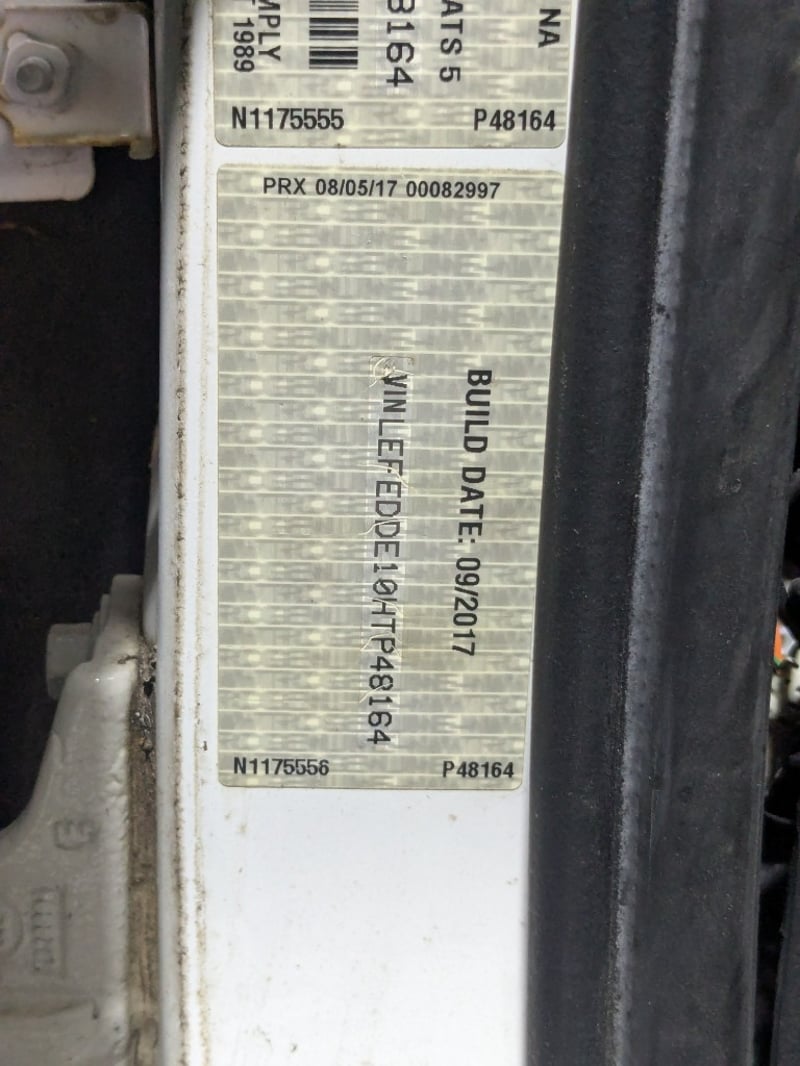 NA
ATS 5
8164
MPLY
T 1989
N1175555 P48164
PRX 08/05/17 00082997
BUILD DATE: 09/2017
VIN LEFEDDE10HTP48164
N1175556 P48164